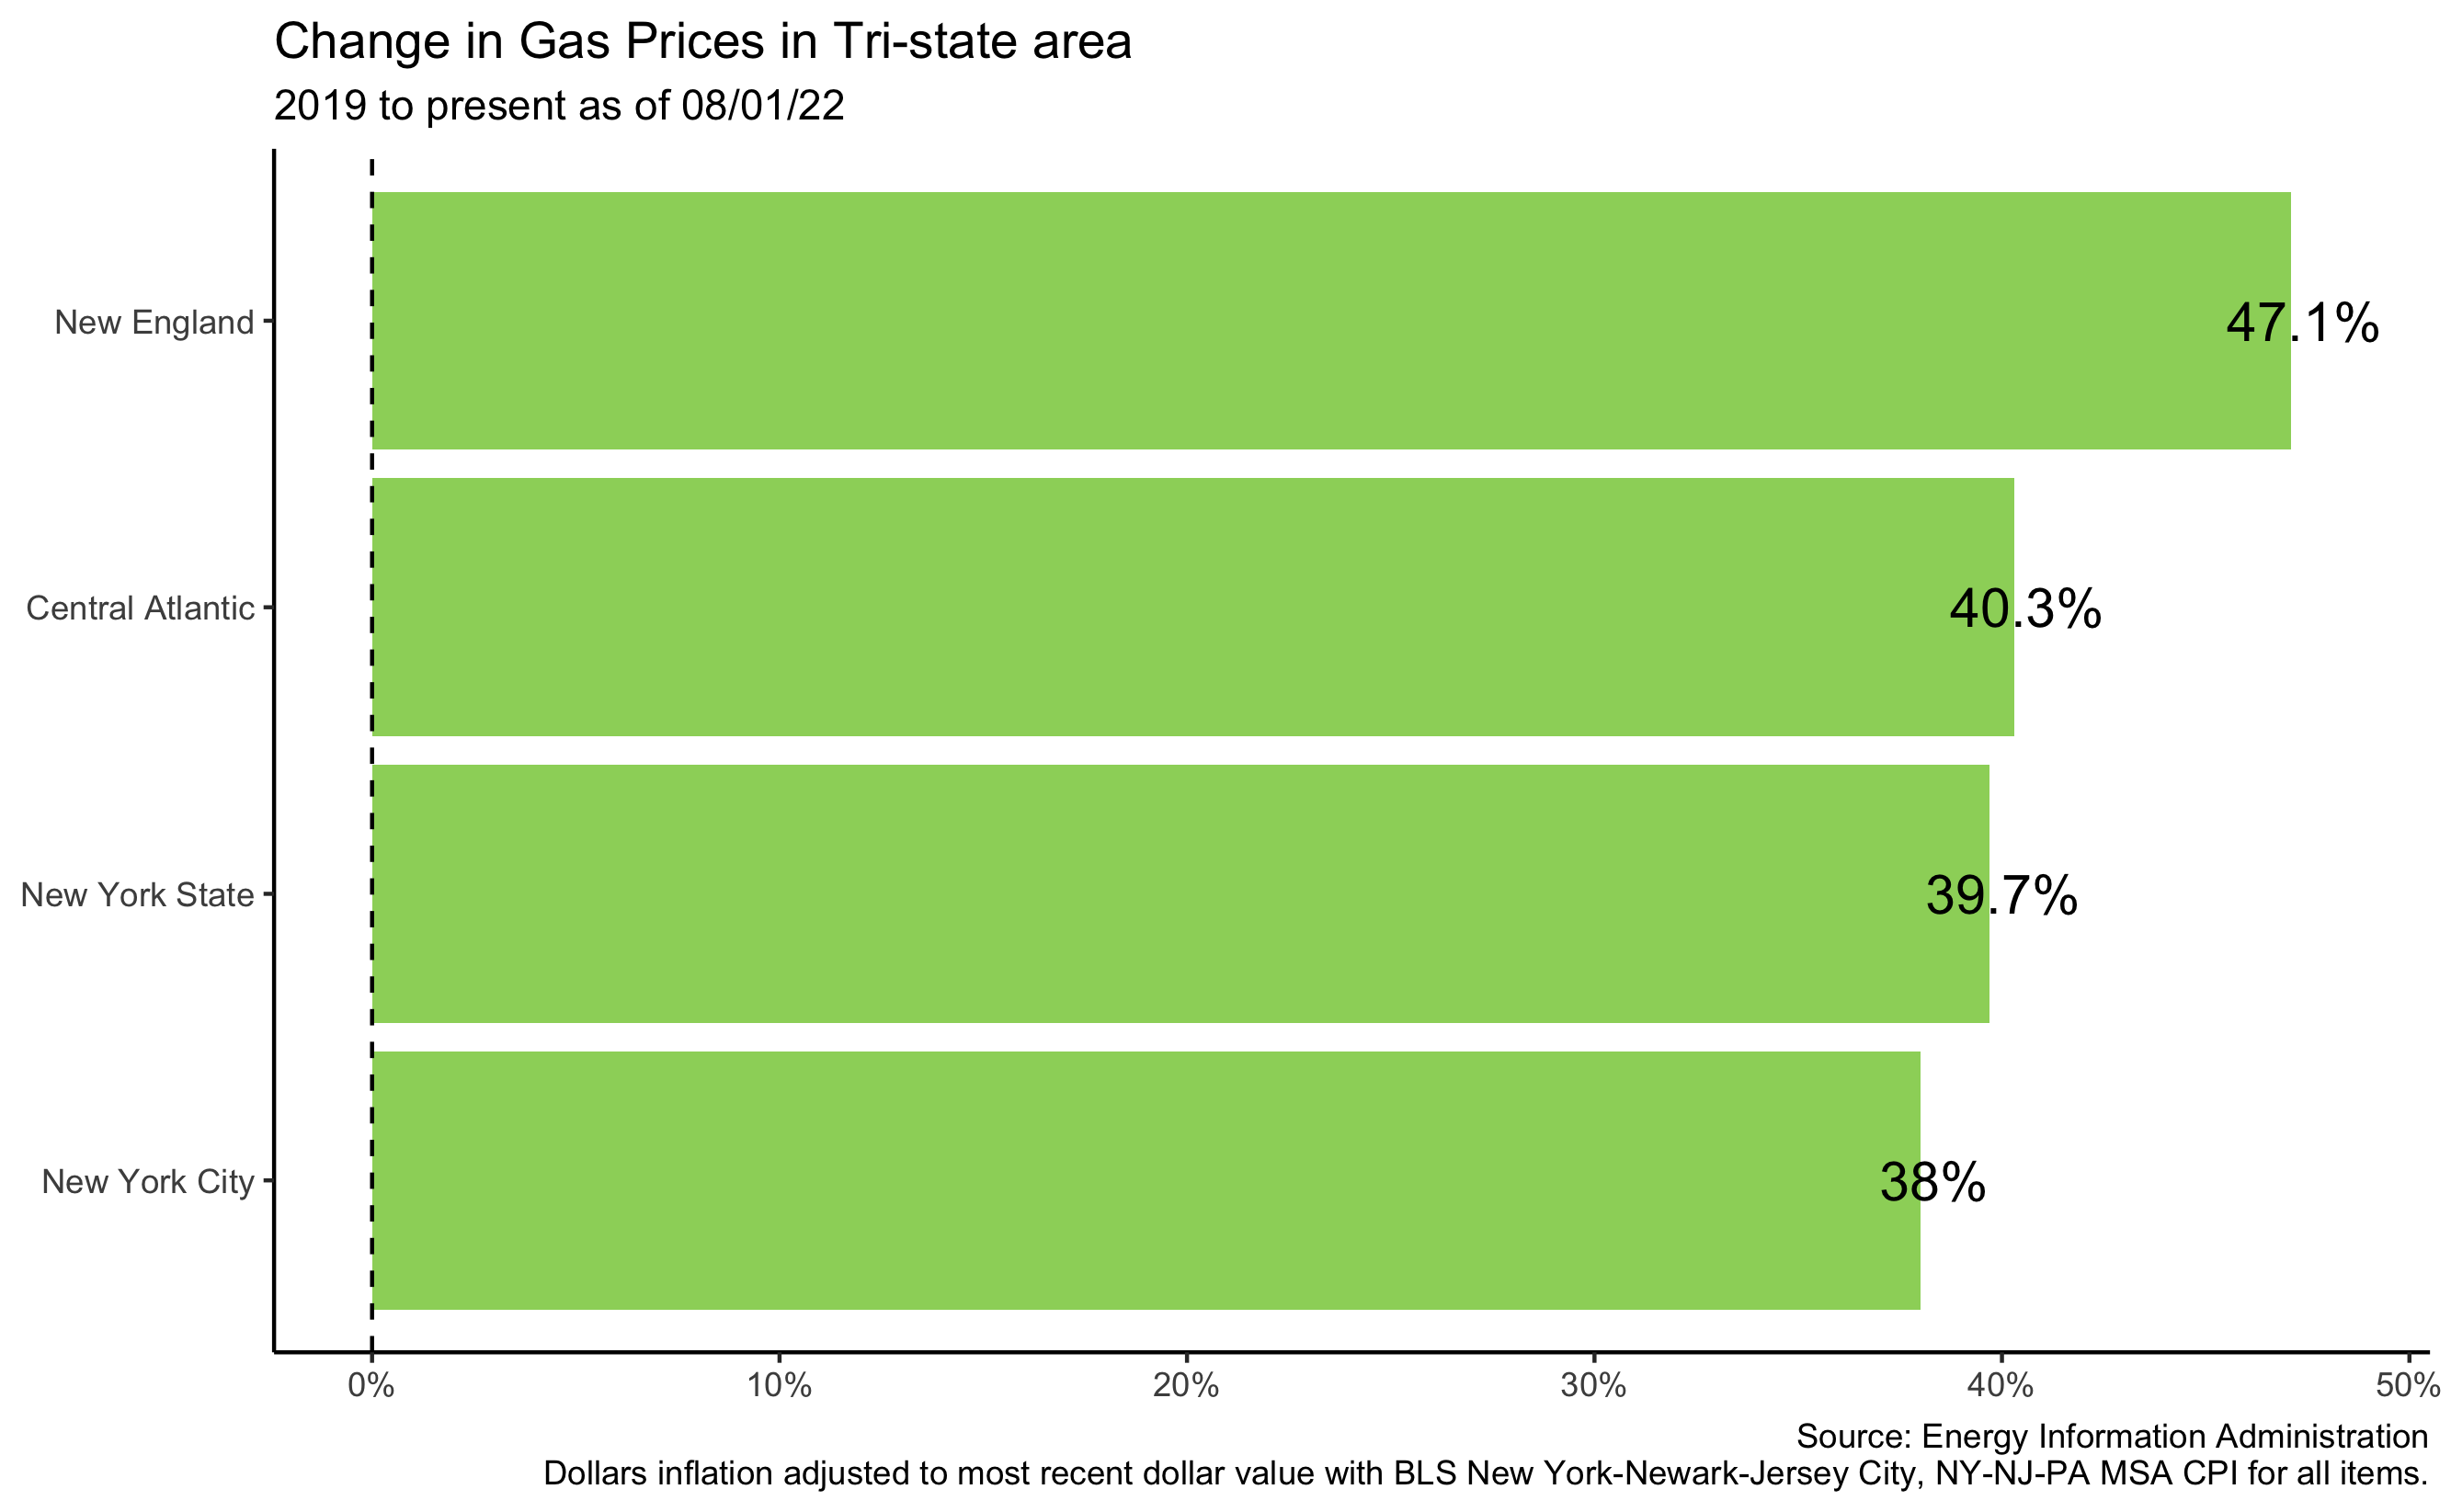 Change in Gas Prices in Tri-state area
2019 to present as of 08/01/22
New England
47.1%
Central Atlantic
40.3%
New York State
39.7%
New York City
38%
0%
10%
20%
30%
40%
50%
Source: Energy Information Administration
Dollars inflation adjusted to most recent dollar value with BLS New York-Newark-Jersey City, NY-NJ-PA MSA CPI for all items.